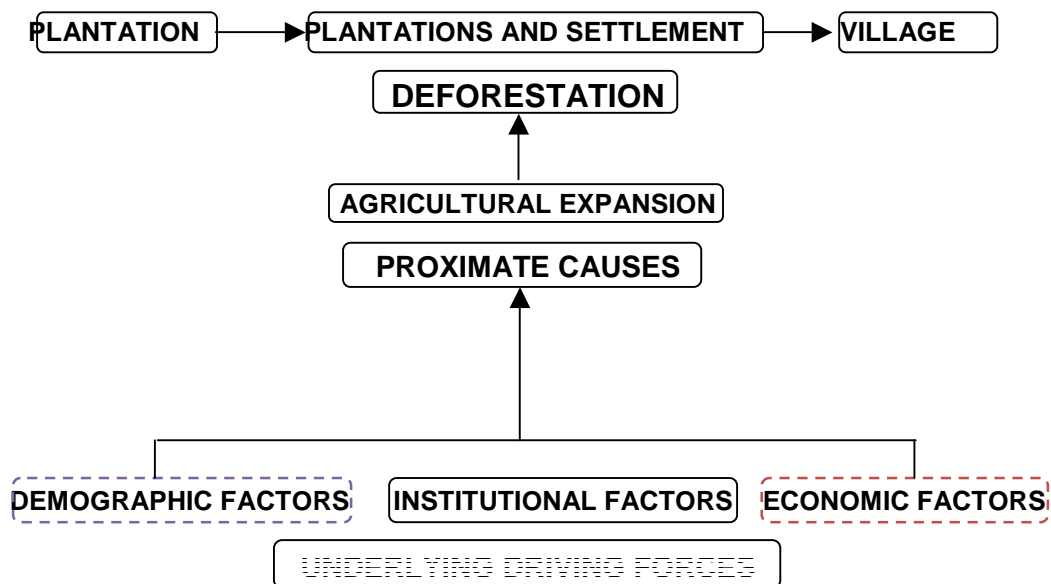 PLANTATION PLANTATIONS AND SETTLEMENT VILLAGE
DEFORESTATION
AGRICULTURAL EXPANSION
PROXIMATE CAUSES
DEMOGRAPHIC FACTORS INSTITUTIONAL FACTORS ECONOMIC FACTORS
UNDERLYING DRIVING FORCES